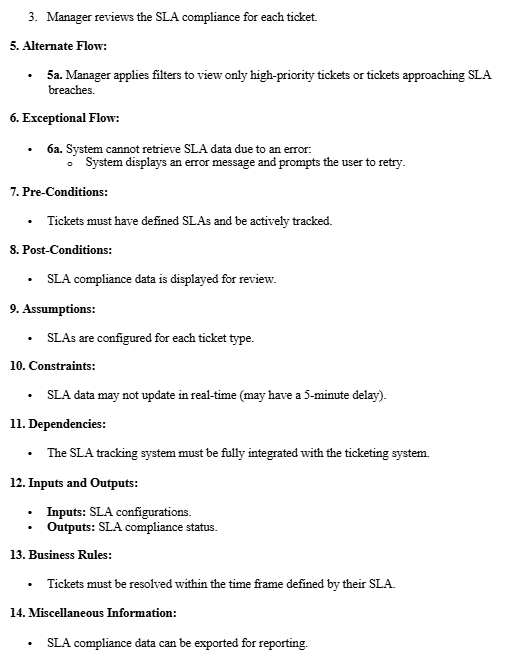 3. Manager reviews the SLA compliance for each ticket.
5. Alternate Flow:
• 5a. Manager applies filters to view only high-priority tickets or tickets approaching SLA
breaches.
6. Exceptional Flow:
• 6a. System cannot retrieve SLA data due to an error:
o System displays an error message and prompts the user to retry.
7. Pre-Conditions:
• Tickets must have defined SLAs and be actively tracked.
8. Post-Conditions:
• SLA compliance data is displayed for review.
9. Assumptions:
• SLAs are configured for each ticket type.
10. Constraints:
• SLA data may not update in real-time (may have a 5-minute delay).
11. Dependencies:
• The SLA tracking system must be fully integrated with the ticketing system.
12. Inputs and Outputs:
• Inputs: SLA configurations.
• Outputs: SLA compliance status.
13. Business Rules:
• Tickets must be resolved within the time frame defined by their SLA.
14. Miscellaneous Information:
• SLA compliance data can be exported for reporting.